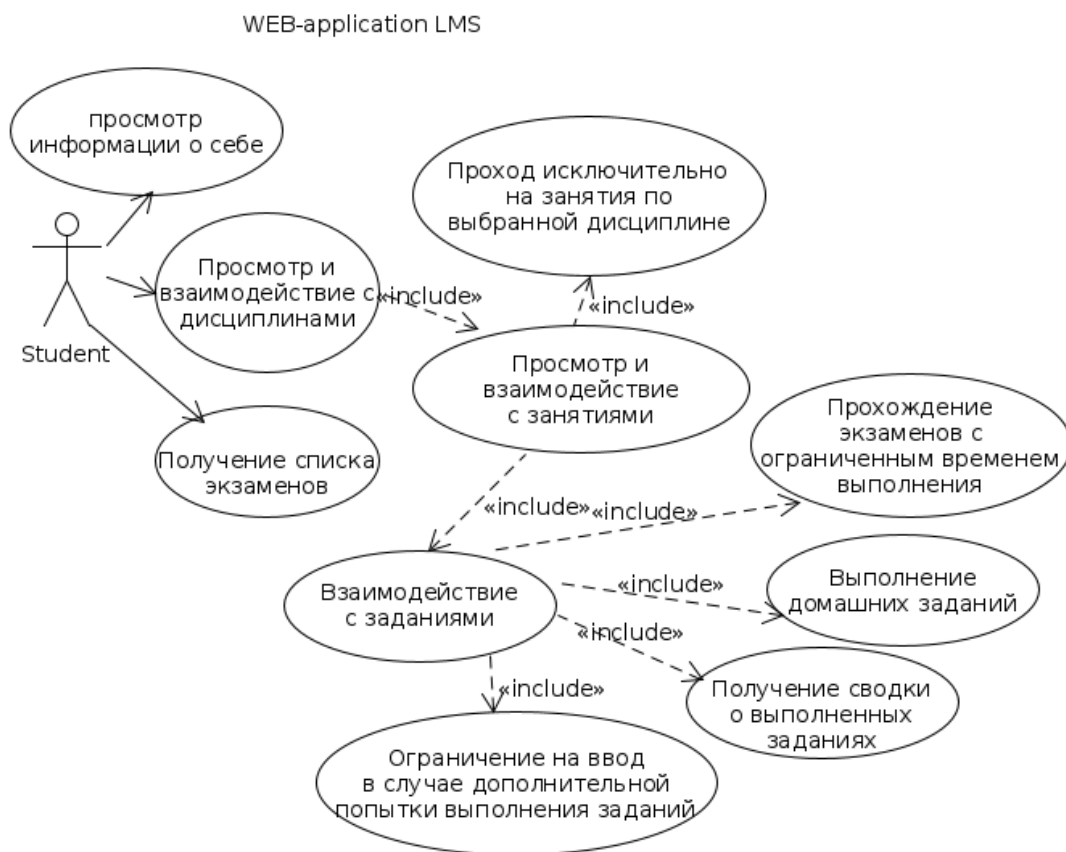 WEB-application LMS
просмотр
информации о себе
Проход исключительно
на занятия по
выбранной дисциплине
Просмотр и
взаимодействие с
дисциплинами
«include»
«include»
Student
Просмотр и
взаимодействие
с занятиями
Прохождение
экзаменов с
ограниченным временем
выполнения
Получение списка
экзаменов
«include»
«include»
Взаимодействие
с заданиями
«include»
Выполнение
домашних заданий
«include»
Получение сводки
о выполненных
заданиях
«include»
Ограничение на ввод
в случае дополнительной
попытки выполнения заданий